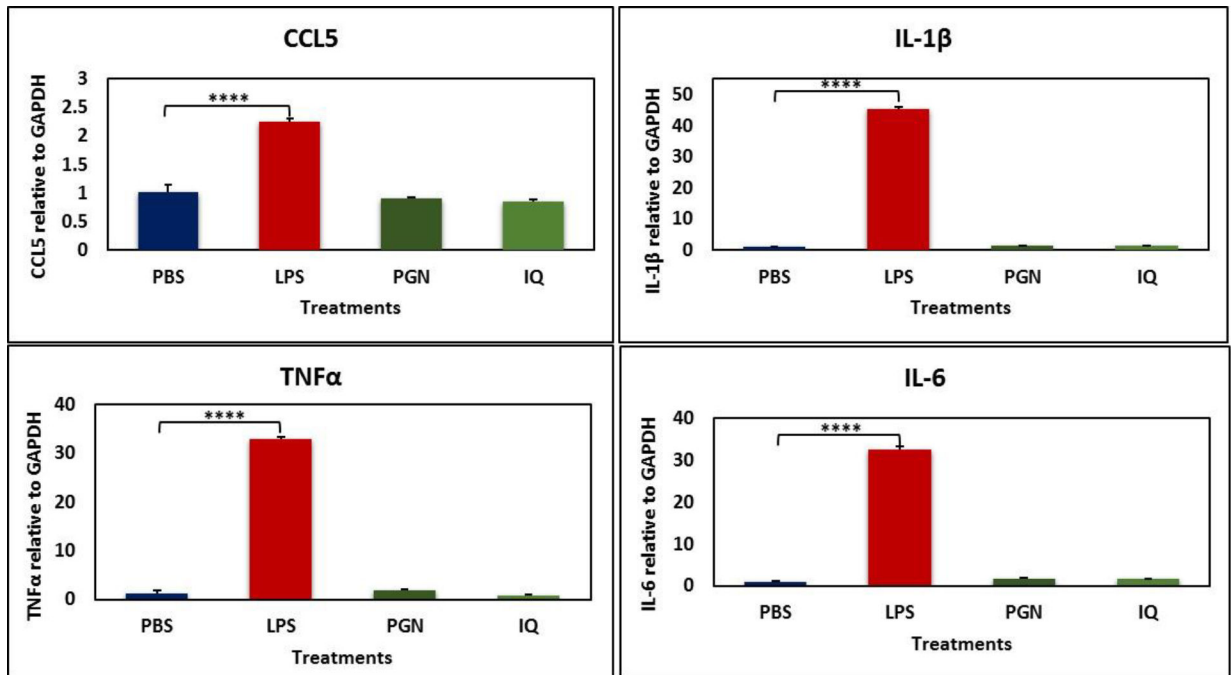 CCL5
CCL5 relative to GAPDH
3
2.5
2
1.5
1
0.5
0
****
PBS LPS PGN IQ
Treatments
IL-1β
IL-1β relative to GAPDH
50
40
30
20
10
0
****
PBS LPS PGN IQ
Treatments
TNFα
TNFα relative to GAPDH
40
30
20
10
0
****
PBS LPS PGN IQ
Treatments
IL-6
IL-6 relative to GAPDH
40
30
20
10
0
****
PBS LPS PGN IQ
Treatments